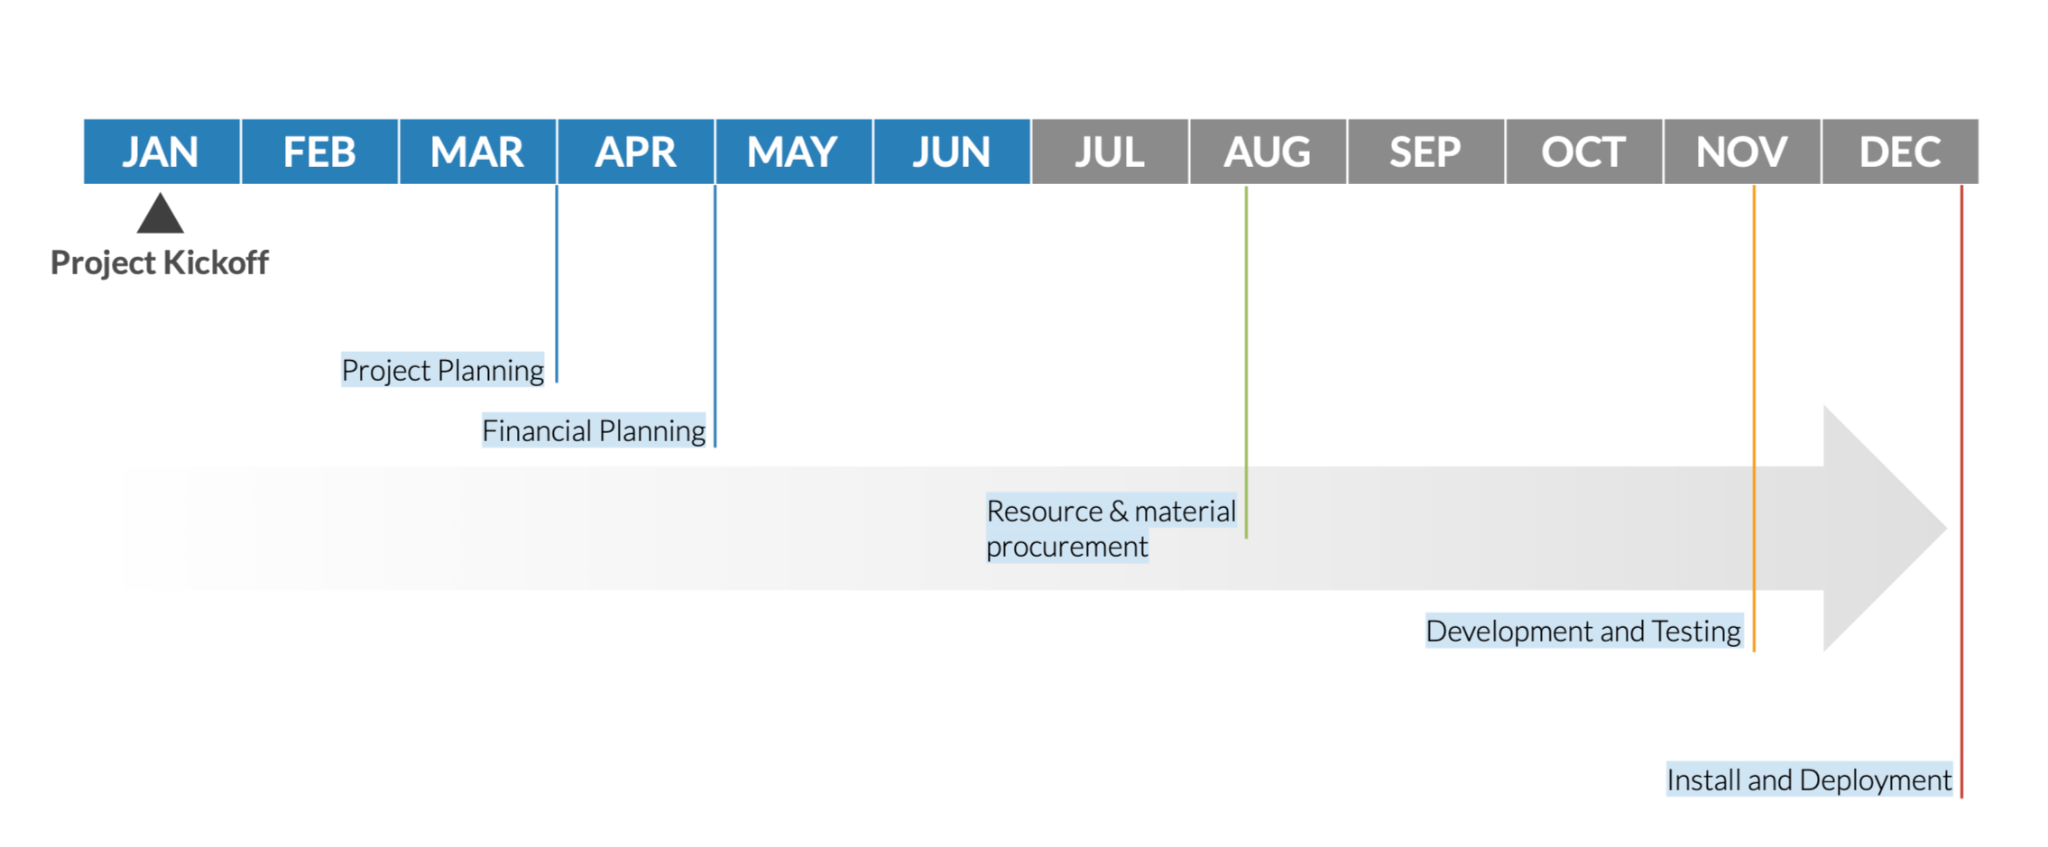 JAN FEB MAR APR MAY JUN JUL AUG SEP OCT NOV DEC
Project Kickoff
Project Planning
Financial Planning
Resource & material
procurement
Development and Testing
Install and Deployment